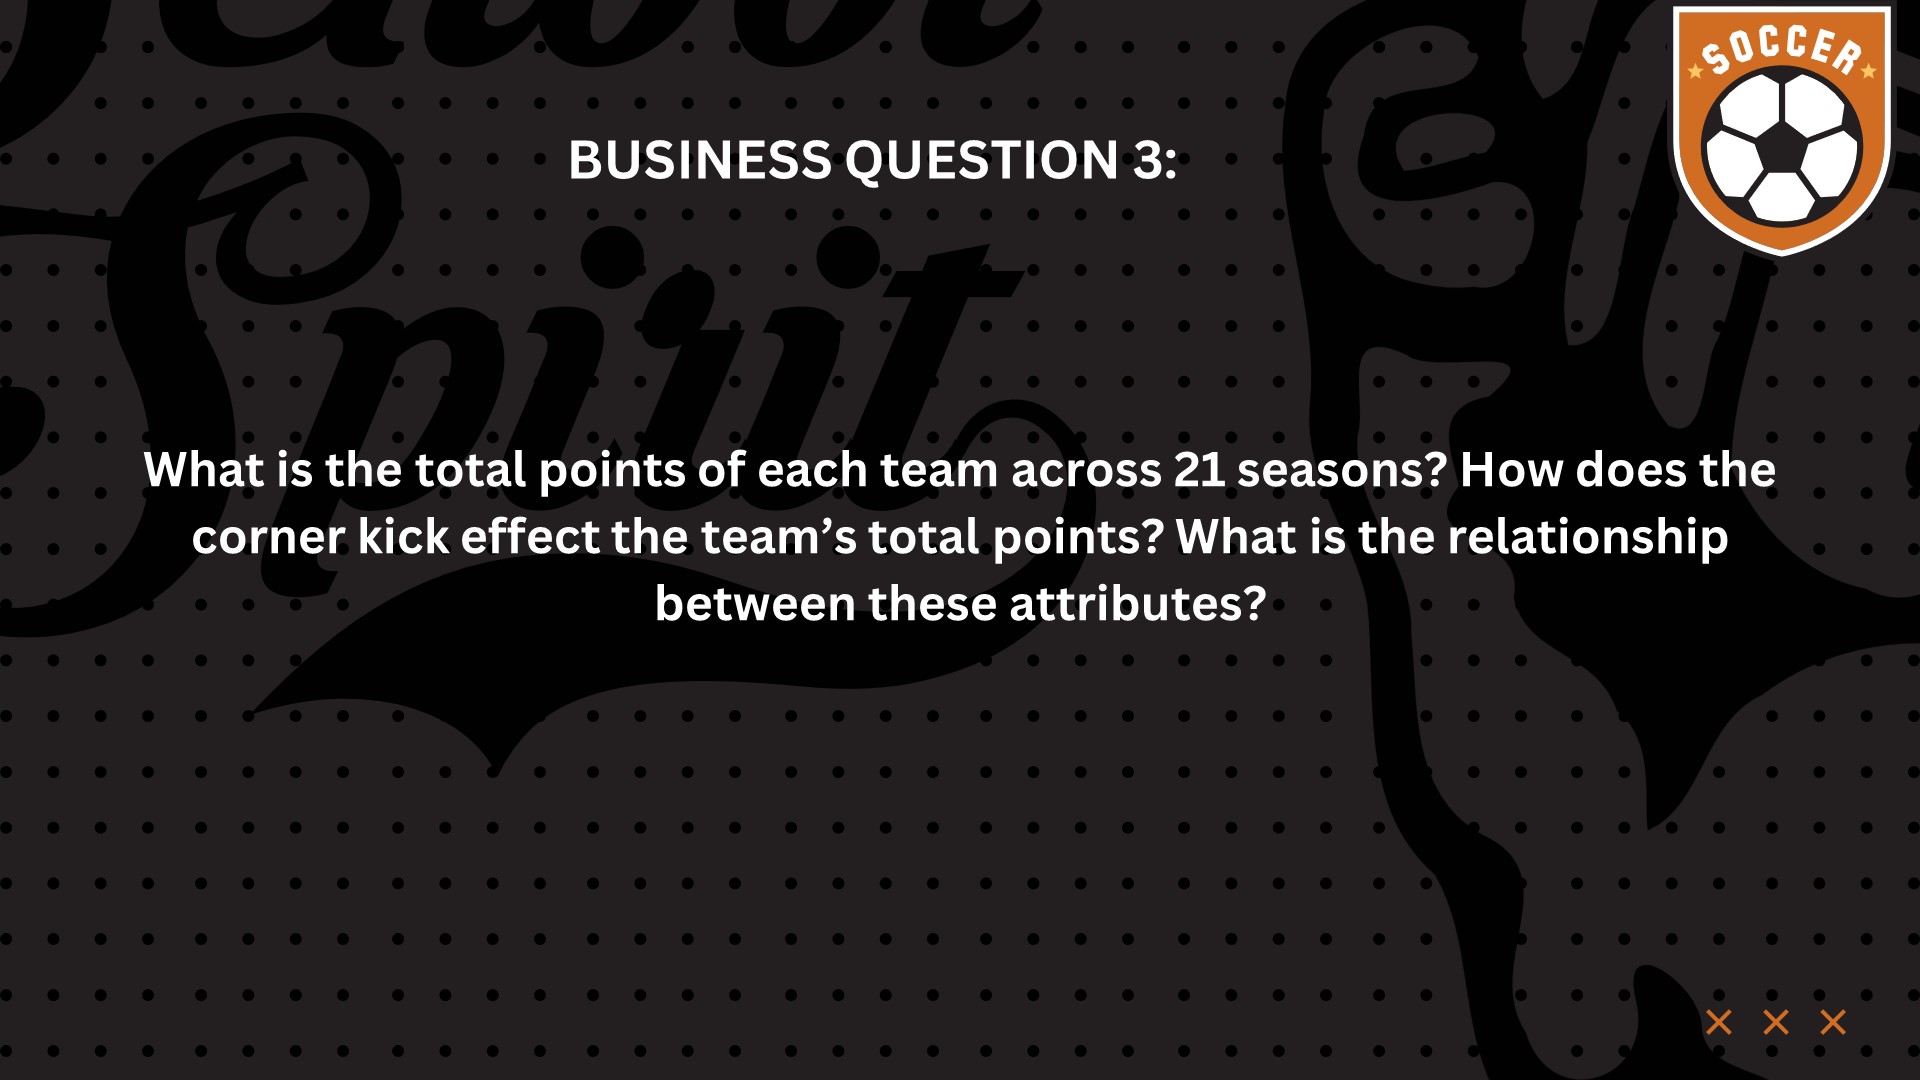 SOCCER
BUSINESS QUESTION 3:
Spirit
What is the total points of each team across 21 seasons? How does the
corner kick effect the team’s total points? What is the relationship
between these attributes?